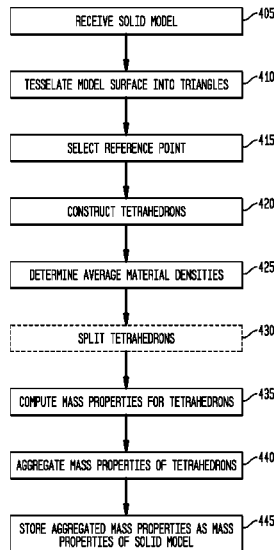 RECEIVE SOLID MODEL 405
TESSELATE MODEL SURFACE INTO TRIANGLES 410
SELECT REFERENCE POINT 415
CONSTRUCT TETRAHEDRONS 420
DETERMINE AVERAGE MATERIAL DENSITIES 425
SPLIT TETRAHEDRONS 430
COMPUTE MASS PROPERTIES FOR TETRAHEDRONS 435
AGGREGATE MASS PROPERTIES OF TETRAHEDRONS 440
STORE AGGREGATED MASS PROPERTIES AS MASS 445
PROPERTIES OF SOLID MODEL